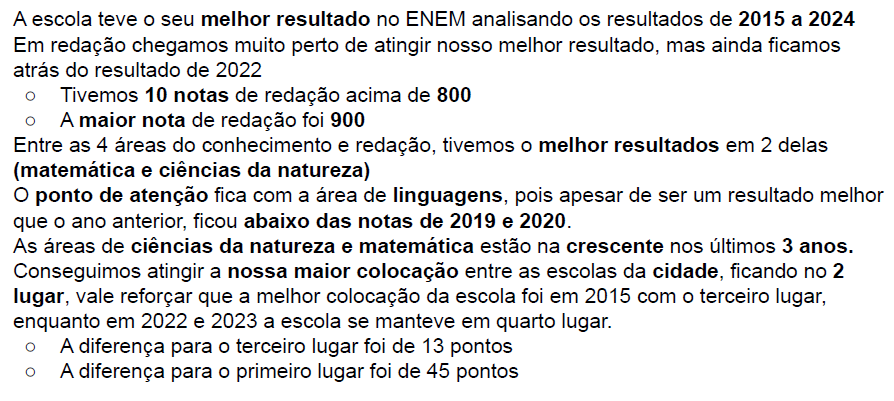 A escola teve o seu melhor resultado no ENEM analisando os resultados de 2015 a 2024
Em redação chegamos muito perto de atingir nosso melhor resultado, mas ainda ficamos
atrás do resultado de 2022
○ Tivemos 10 notas de redação acima de 800
○ A maior nota de redação foi 900
Entre as 4 áreas do conhecimento e redação, tivemos o melhor resultados em 2 delas
(matemática e ciências da natureza)
O ponto de atenção fica com a área de linguagens, pois apesar de ser um resultado melhor
que o ano anterior, ficou abaixo das notas de 2019 e 2020.
As áreas de ciências da natureza e matemática estão na crescente nos últimos 3 anos.
Conseguimos atingir a nossa maior colocação entre as escolas da cidade, ficando no 2
lugar, vale reforçar que a melhor colocação da escola foi em 2015 com o terceiro lugar,
enquanto em 2022 e 2023 a escola se manteve em quarto lugar.
○ A diferença para o terceiro lugar foi de 13 pontos
○ A diferença para o primeiro lugar foi de 45 pontos